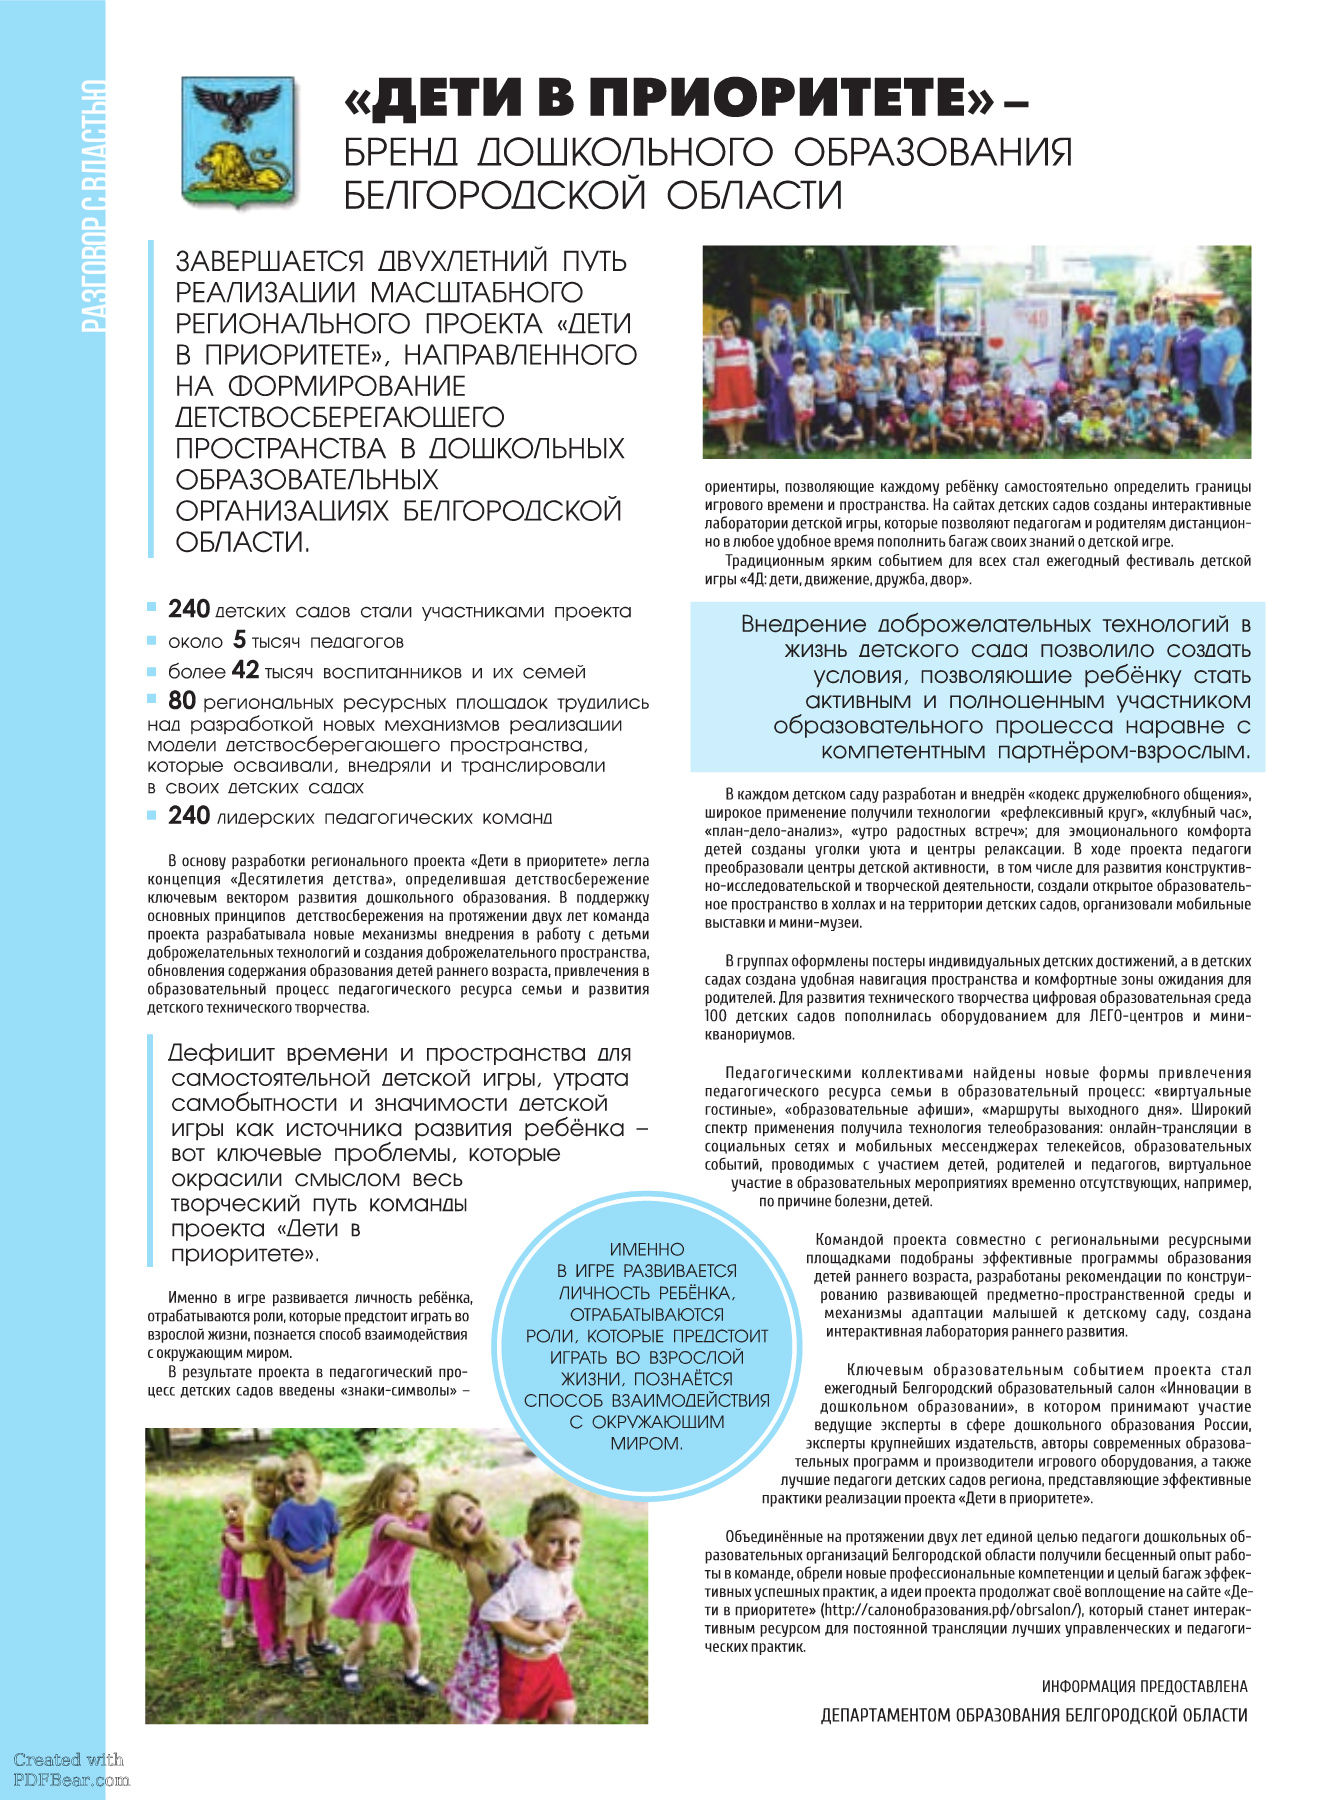 РАЗГОВОР С ВЛАСТЬЮ
«ДЕТИ В ПРИОРИТЕТЕ» –
БРЕНД ДОШКОЛЬНОГО ОБРАЗОВАНИЯ
БЕЛГОРОДСКОЙ ОБЛАСТИ
ЗАВЕРШАЕТСЯ ДВУХЛЕТНИЙ ПУТЬ
РЕАЛИЗАЦИИ МАСШТАБНОГО
РЕГИОНАЛЬНОГО ПРОЕКТА «ДЕТИ
В ПРИОРИТЕТЕ», НАПРАВЛЕННОГО
НА ФОРМИРОВАНИЕ
ДЕТСТВОСБЕРЕГАЮЩЕГО
ПРОСТРАНСТВА В ДОШКОЛЬНЫХ
ОБРАЗОВАТЕЛЬНЫХ
ОРГАНИЗАЦИЯХ БЕЛГОРОДСКОЙ
ОБЛАСТИ.
240 детских садов стали участниками проекта
около 5 тысяч педагогов
более 42 тысяч воспитанников и их семей
80 региональных ресурсных площадок трудились
над разработкой новых механизмов реализации
модели детствосберегающего пространства,
которые осваивали, внедряли и транслировали
в своих детских садах
240 лидерских педагогических команд
В основу разработки регионального проекта «Дети в приоритете» легла
концепция «Десятилетия детства», определившая детствосбережение
ключевым вектором развития дошкольного образования. В поддержку
основных принципов детствосбережения на протяжении двух лет команда
проекта разрабатывала новые механизмы внедрения в работу с детьми
доброжелательных технологий и создания доброжелательного пространства,
обновления содержания образования детей раннего возраста, привлечения в
образовательный процесс педагогического ресурса семьи и развития
детского технического творчества.
Дефицит времени и пространства для
самостоятельной детской игры, утрата
самобытности и значимости детской
игры как источника развития ребёнка –
вот ключевые проблемы, которые
окрасили смыслом весь
творческий путь команды
проекта «Дети в
приоритете».
Именно в игре развивается личность ребёнка,
отрабатываются роли, которые предстоит играть во
взрослой жизни, познается способ взаимодействия
с окружающим миром.
В результате проекта в педагогический про-
цесс детских садов введены «знаки-символы» –
ИМЕННО
В ИГРЕ РАЗВИВАЕТСЯ
ЛИЧНОСТЬ РЕБЁНКА,
ОТРАБАТЫВАЮТСЯ
РОЛИ, КОТОРЫЕ ПРЕДСТОИТ
ИГРАТЬ ВО ВЗРОСЛОЙ
ЖИЗНИ, ПОЗНАЁТСЯ
СПОСОБ ВЗАИМОДЕЙСТВИЯ
С ОКРУЖАЮЩИМ
МИРОМ.
ориентиры, позволяющие каждому ребёнку самостоятельно определить границы
игрового времени и пространства. На сайтах детских садов созданы интерактивные
лаборатории детской игры, которые позволяют педагогам и родителям дистанцион-
но в любое удобное время пополнить багаж своих знаний о детской игре.
Традиционным ярким событием для всех стал ежегодный фестиваль детской
игры «4Д: дети, движение, дружба, двор».
Внедрение доброжелательных технологий в
жизнь детского сада позволило создать
условия, позволяющие ребёнку стать
активным и полноценным участником
образовательного процесса наравне с
компетентным партнёром-взрослым.
В каждом детском саду разработан и внедрён «кодекс дружелюбного общения»,
широкое применение получили технологии «рефлексивный круг», «клубный час»,
«план-дело-анализ», «утро радостных встреч»; для эмоционального комфорта
детей созданы уголки уюта и центры релаксации. В ходе проекта педагоги
преобразовали центры детской активности, в том числе для развития конструктив-
но-исследовательской и творческой деятельности, создали открытое образователь-
ное пространство в холлах и на территории детских садов, организовали мобильные
выставки и мини-музеи.
В группах оформлены постеры индивидуальных детских достижений, а в детских
садах создана удобная навигация пространства и комфортные зоны ожидания для
родителей. Для развития технического творчества цифровая образовательная среда
100 детских садов пополнилась оборудованием для ЛЕГО-центров и мини-
кванориумов.
Педагогическими коллективами найдены новые формы привлечения
педагогического ресурса семьи в образовательный процесс: «виртуальные
гостиные», «образовательные афиши», «маршруты выходного дня». Широкий
спектр применения получила технология телеобразования: онлайн-трансляции в
социальных сетях и мобильных мессенджерах телекейсов, образовательных
событий, проводимых с участием детей, родителей и педагогов, виртуальное
участие в образовательных мероприятиях временно отсутствующих, например,
по причине болезни, детей.
Командой проекта совместно с региональными ресурсными
площадками подобраны эффективные программы образования
детей раннего возраста, разработаны рекомендации по конструи-
рованию развивающей предметно-пространственной среды и
механизмы адаптации малышей к детскому саду, создана
интерактивная лаборатория раннего развития.
Ключевым образовательным событием проекта стал
ежегодный Белгородский образовательный салон «Инновации в
дошкольном образовании», в котором принимают участие
ведущие эксперты в сфере дошкольного образования России,
эксперты крупнейших издательств, авторы современных образова-
тельных программ и производители игрового оборудования, а также
лучшие педагоги детских садов региона, представляющие эффективные
практики реализации проекта «Дети в приоритете».
Объединённые на протяжении двух лет единой целью педагоги дошкольных об-
разовательных организаций Белгородской области получили бесценный опыт рабо-
ты в команде, обрели новые профессиональные компетенции и целый багаж эффек-
тивных успешных практик, а идеи проекта продолжат своё воплощение на сайте «Де-
ти в приоритете» (http://салонобразования.рф/obrsalon/), который станет интерак-
тивным ресурсом для постоянной трансляции лучших управленческих и педагоги-
ческих практик.
ИНФОРМАЦИЯ ПРЕДОСТАВЛЕНА
ДЕПАРТАМЕНТОМ ОБРАЗОВАНИЯ БЕЛГОРОДСКОЙ ОБЛАСТИ
Created with
PDFBear.com